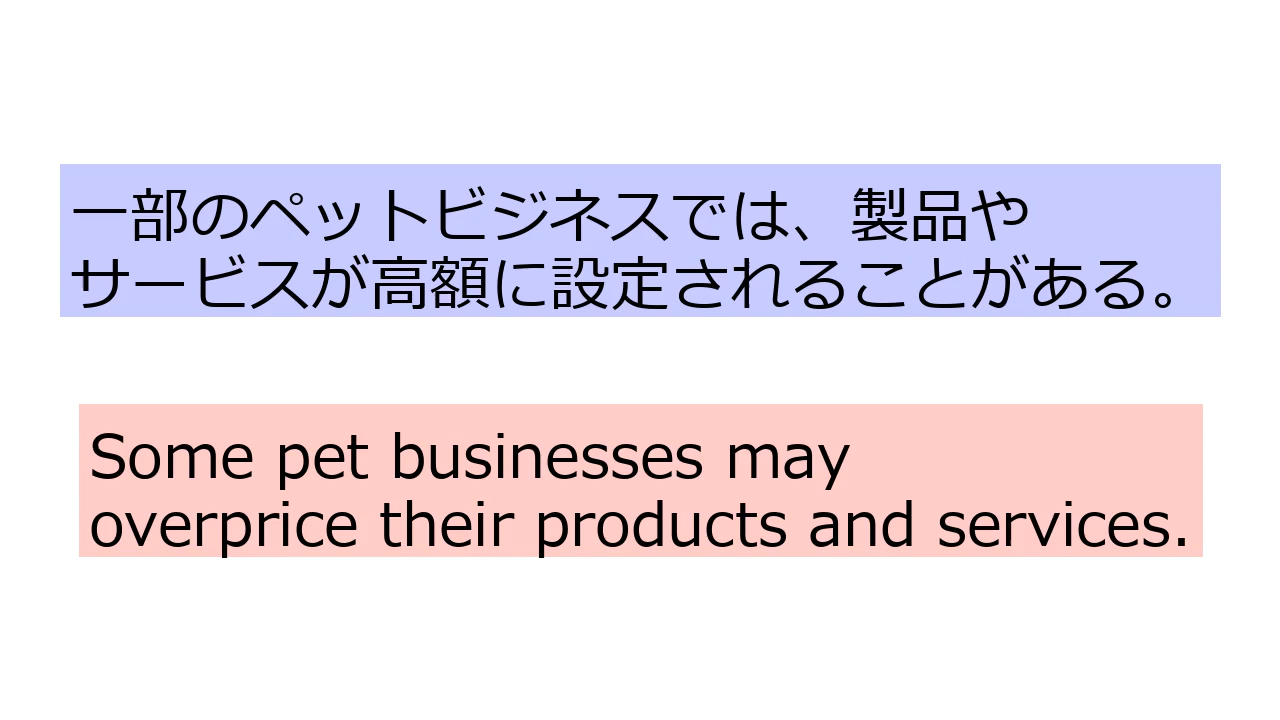 一部のペットビジネスでは、製品や
サービスが高額に設定されることがある。
Some pet businesses may
overprice their products and services.